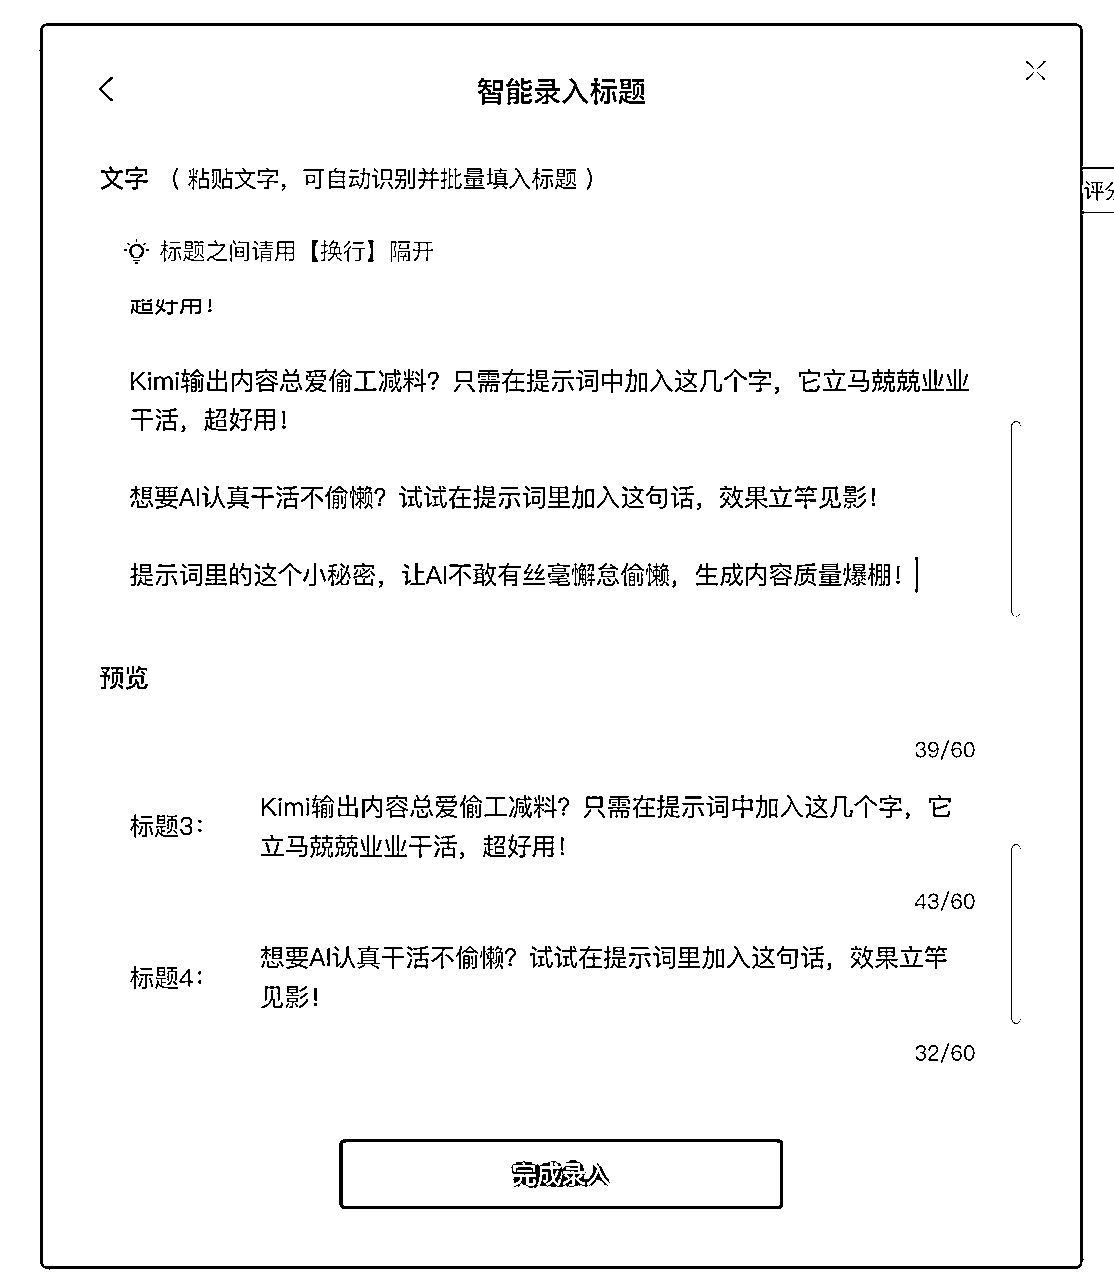 智能录入标题
文字 （粘贴文字，可自动识别并批量填入标题）
评分
标题之间请用【换行】隔开
超好用！
Kimi输出内容总爱偷工减料？只需在提示词中加入这几个字，它立马兢兢业业
干活，超好用！
想要AI认真干活不偷懒？试试在提示词里加入这句话，效果立竿见影！
提示词里的这个小秘密，让AI不敢有丝毫懈怠偷懒，生成内容质量爆棚！
预览
39/60
标题3：
Kimi输出内容总爱偷工减料？只需在提示词中加入这几个字，它
立马兢兢业业干活，超好用！
43/60
标题4：
想要AI认真干活不偷懒？试试在提示词里加入这句话，效果立竿
见影！
32/60
完成录入